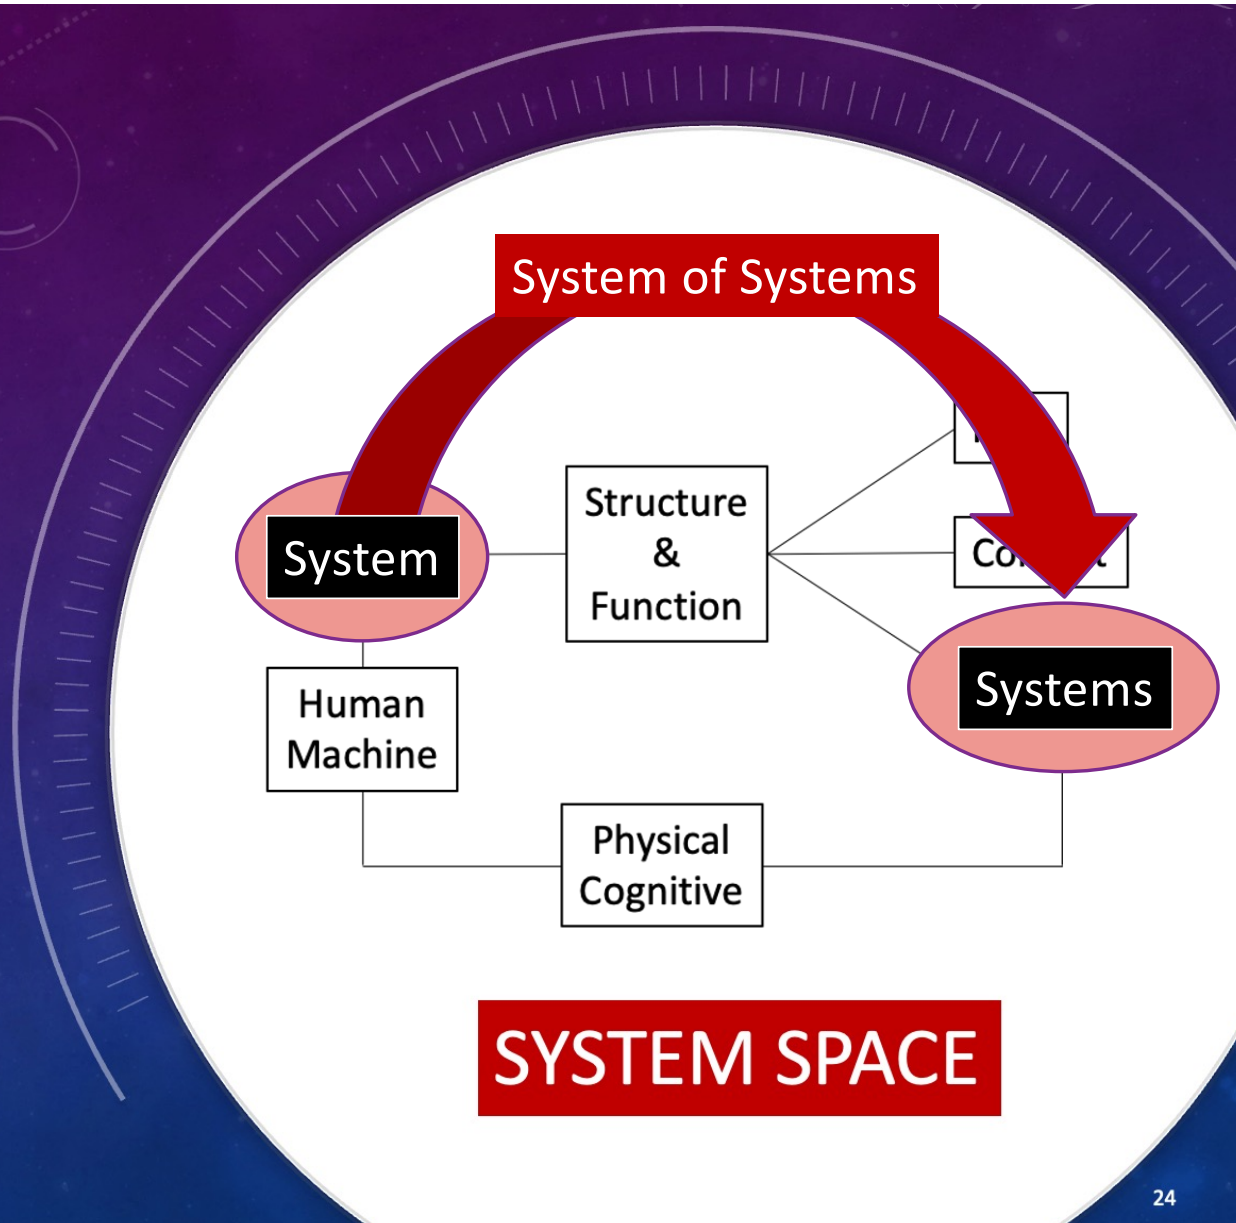 System of Systems
Structure
&
Function
System
Systems
Human
Machine
Physical
Cognitive
SYSTEM SPACE
24